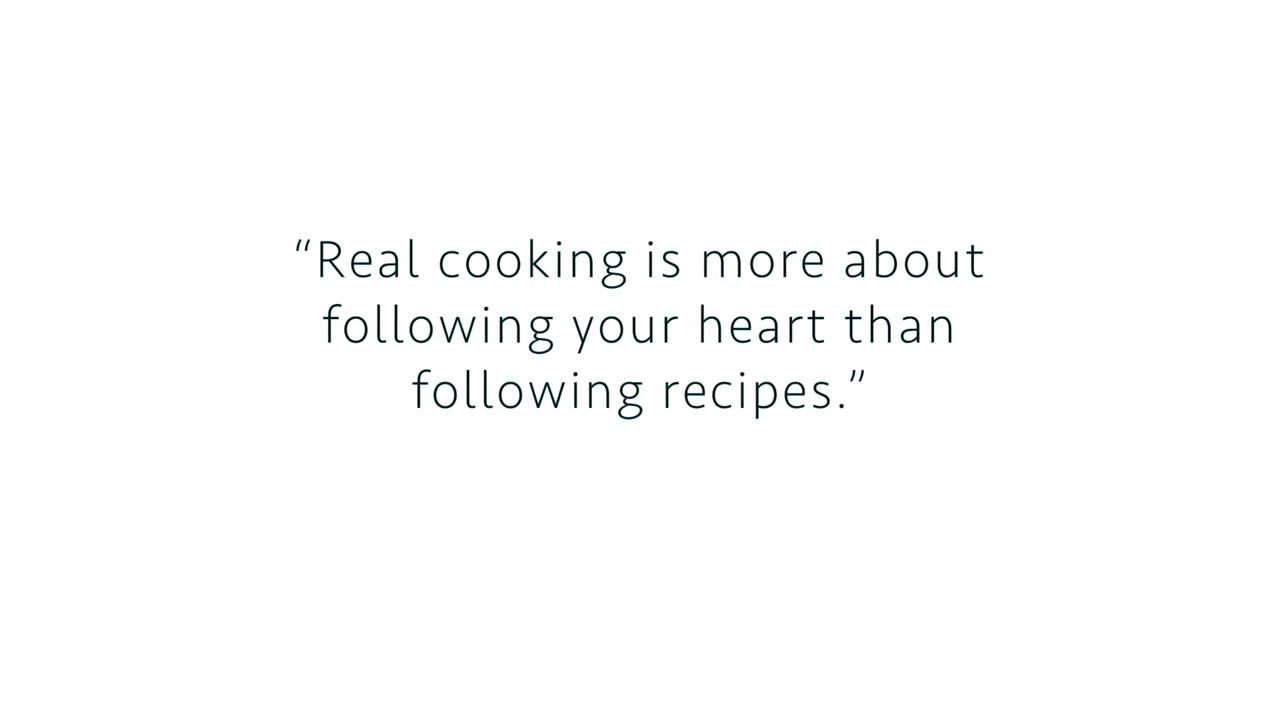 “Real cooking is more about
following your heart than
following recipes.”